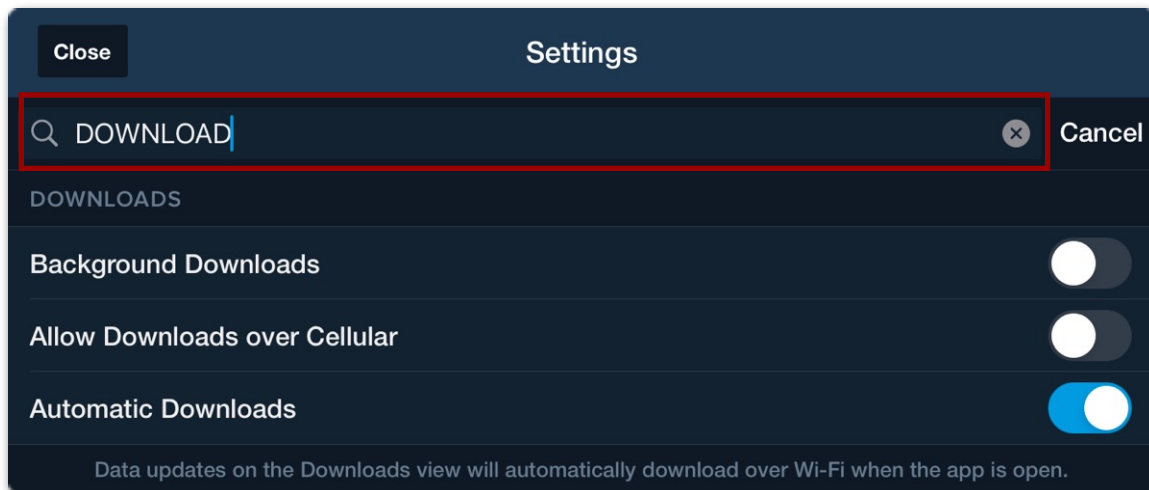 Close
Settings
DOWNLOAD
Cancel
DOWNLOADS
Background Downloads
Allow Downloads over Cellular
Automatic Downloads
Data updates on the Downloads view will automatically download over Wi-Fi when the app is open.